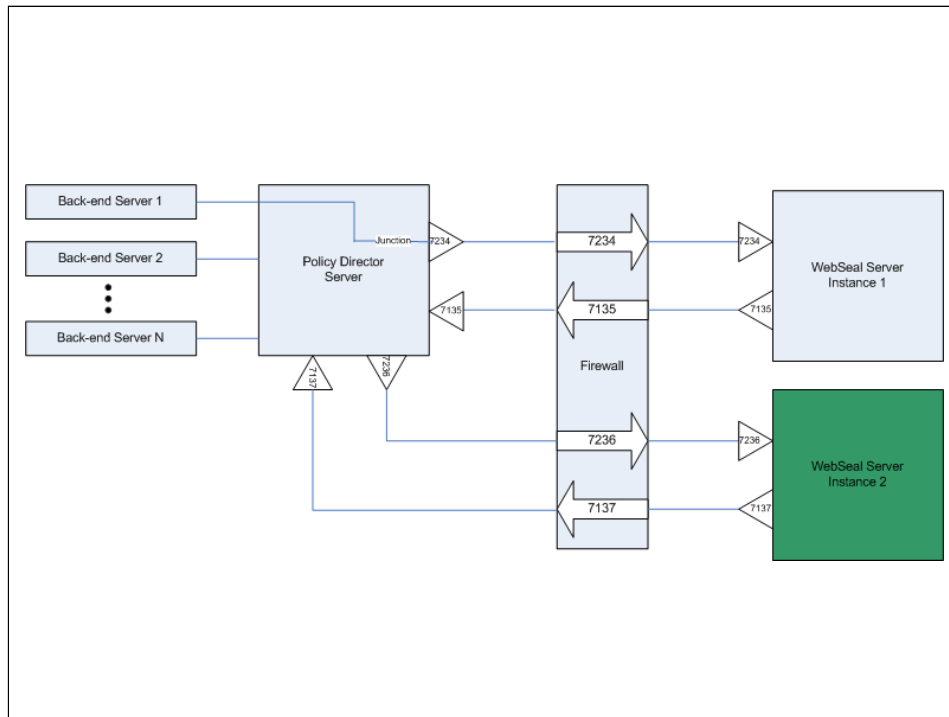 Back-end Server 1
Back-end Server 2
Back-end Server N
Junction
Policy Director
Server
7234
7135
7137
7236
7234
7135
Firewall
7236
7137
7234
7135
WebSeal Server
Instance 1
7236
7137
WebSeal Server
Instance 2